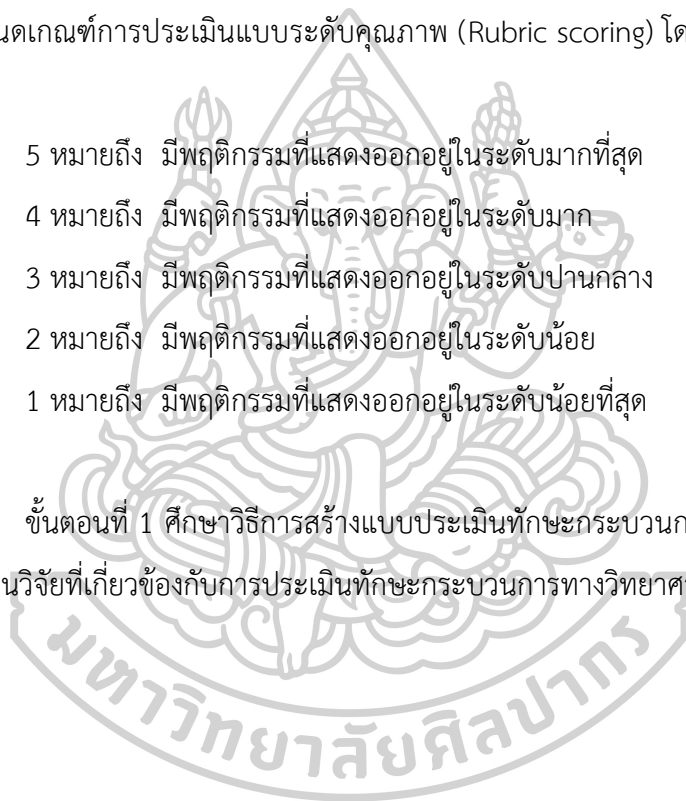 นดเกณฑ์การประเมินแบบระดับคุณภาพ (Rubric scoring) โด
5 หมายถึง มีพฤติกรรมที่แสดงออกอยู่ในระดับมากที่สุด
4 หมายถึง มีพฤติกรรมที่แสดงออกอยู่ในระดับมาก
3 หมายถึง มีพฤติกรรมที่แสดงออกอยู่ในระดับปานกลาง
2 หมายถึง มีพฤติกรรมที่แสดงออกอยู่ในระดับน้อย
1 หมายถึง มีพฤติกรรมที่แสดงออกอยู่ในระดับน้อยที่สุด
ขั้นตอนที่ 1 ศึกษาวิธีการสร้างแบบประเมินทักษะกระบวนก
นวิจัยที่เกี่ยวข้องกับการประเมินทักษะกระบวนการทางวิทยาศ
มหาวิทยาลัยศิลปากร